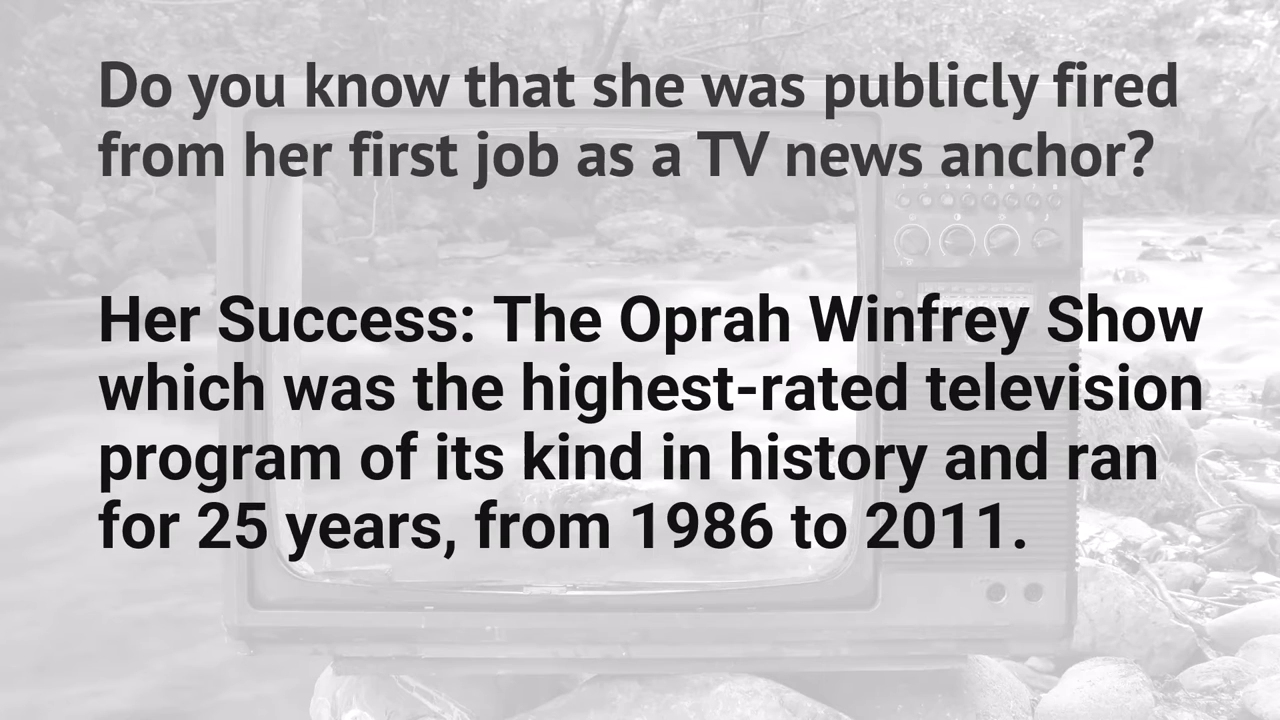 Do you know that she was publicly fired
from her first job as a TV news anchor?
Her Success: The Oprah Winfrey Show
which was the highest-rated television
program of its kind in history and ran
for 25 years, from 1986 to 2011.